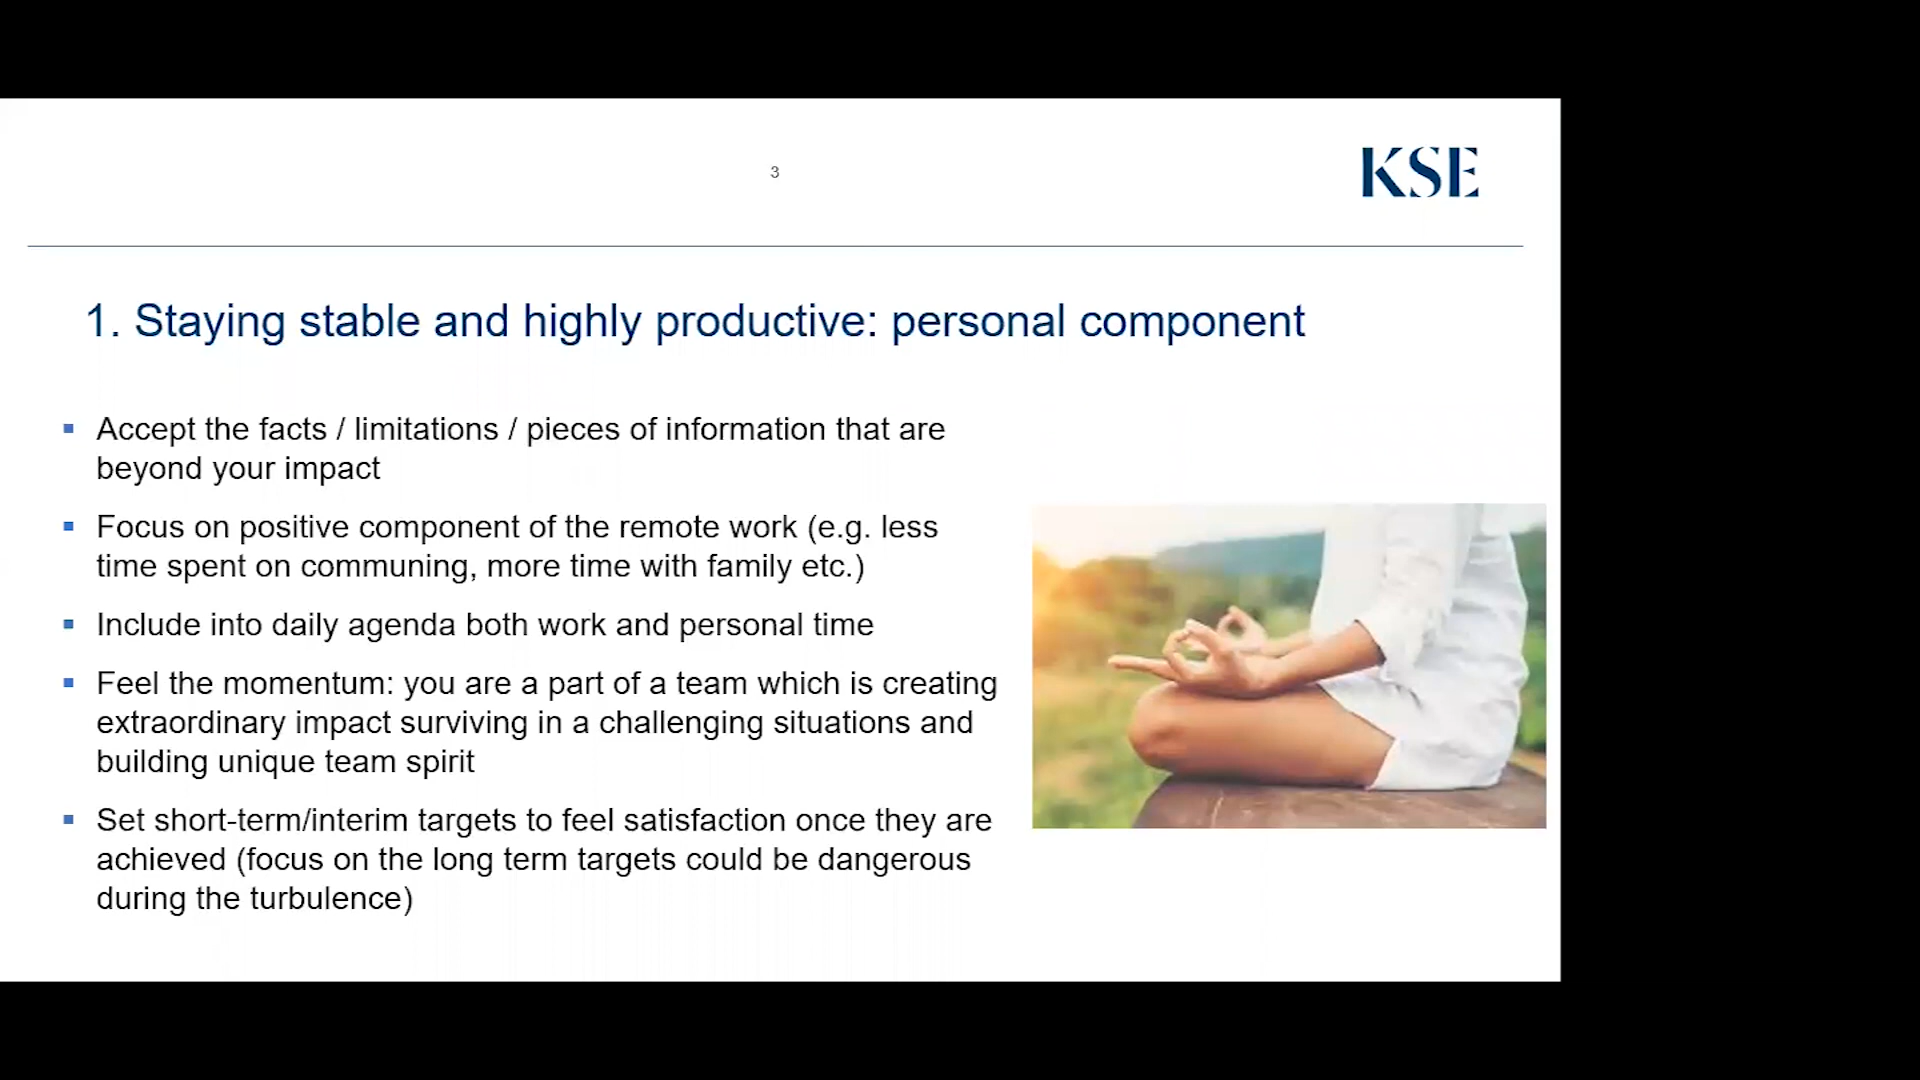 3
KSE
1. Staying stable and highly productive: personal component
▪ Accept the facts / limitations / pieces of information that are
beyond your impact
▪ Focus on positive component of the remote work (e.g. less
time spent on communing, more time with family etc.)
▪ Include into daily agenda both work and personal time
▪ Feel the momentum: you are a part of a team which is creating
extraordinary impact surviving in a challenging situations and
building unique team spirit
▪ Set short-term/interim targets to feel satisfaction once they are
achieved (focus on the long term targets could be dangerous
during the turbulence)